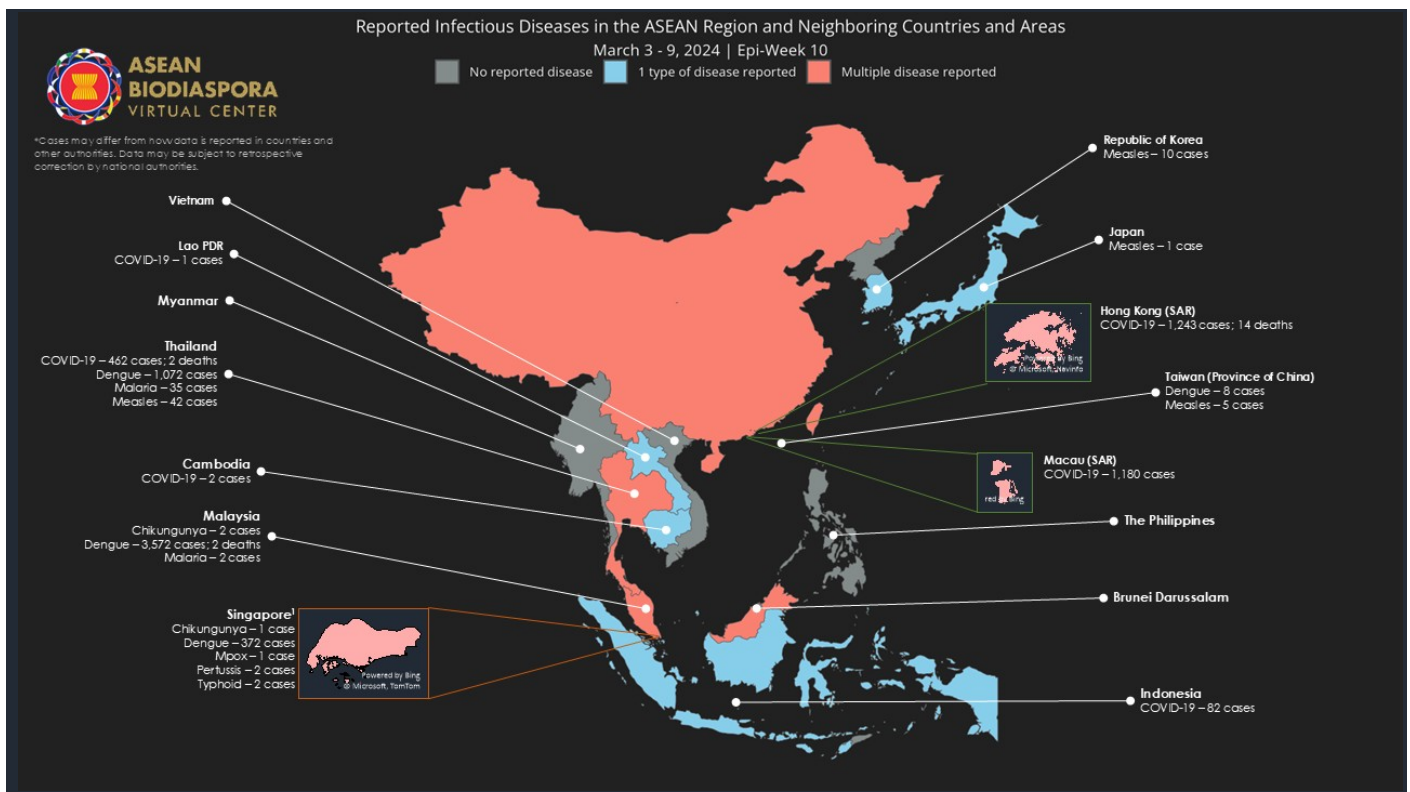 Reported Infectious Diseases in the ASEAN Region and Neighboring Countries and Areas
March 3 - 9, 2024 | Epi-Week 10
No reported disease
1 type of disease reported
Multiple disease reported
ASEAN
BIODIASPORA
VIRTUAL CENTER
*Cases may differ from how data is reported in countries and
other authorities. Data may be subject to retrospective
correction by national authorities.
Vietnam
Lao PDR
COVID-19 – 1 cases
Myanmar
Thailand
COVID-19 – 462 cases; 2 deaths
Dengue – 1,072 cases
Malaria – 35 cases
Measles – 42 cases
Cambodia
COVID-19 – 2 cases
Malaysia
Chikungunya – 2 cases
Dengue – 3,572 cases; 2 deaths
Malaria – 2 cases
Singapore¹
Chikungunya – 1 case
Dengue – 372 cases
Mpox – 1 case
Pertussis – 2 cases
Typhoid – 2 cases
Powered by Bing
© Microsoft, TomTom
Republic of Korea
Measles – 10 cases
Japan
Measles – 1 case
Hong Kong (SAR)
COVID-19 – 1,243 cases; 14 deaths
Powered by Bing
© Microsoft, Navinfo
Taiwan (Province of China)
Dengue – 8 cases
Measles – 5 cases
Macau (SAR)
COVID-19 – 1,180 cases
red by Bing
The Philippines
Brunei Darussalam
Indonesia
COVID-19 – 82 cases